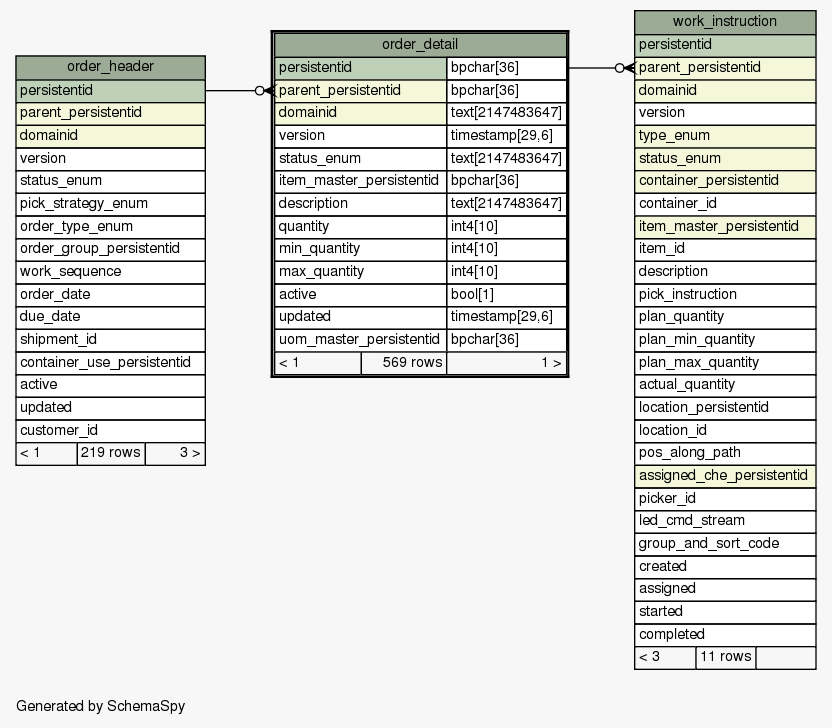 order_header
persistentid
parent_persistentid
domainid
version
status_enum
pick_strategy_enum
order_type_enum
order_group_persistentid
work_sequence
order_date
due_date
shipment_id
container_use_persistentid
active
updated
customer_id
< 1 219 rows 3 >
order_detail
persistentid bpchar[36]
parent_persistentid bpchar[36]
domainid text[2147483647]
version timestamp[29,6]
status_enum text[2147483647]
item_master_persistentid bpchar[36]
description text[2147483647]
quantity int4[10]
min_quantity int4[10]
max_quantity int4[10]
active bool[1]
updated timestamp[29,6]
uom_master_persistentid bpchar[36]
< 1 569 rows 1 >
work_instruction
persistentid
parent_persistentid
domainid
version
type_enum
status_enum
container_persistentid
container_id
item_master_persistentid
item_id
description
pick_instruction
plan_quantity
plan_min_quantity
plan_max_quantity
actual_quantity
location_persistentid
location_id
pos_along_path
assigned_che_persistentid
picker_id
led_cmd_stream
group_and_sort_code
created
assigned
started
completed
< 3 11 rows
Generated by SchemaSpy